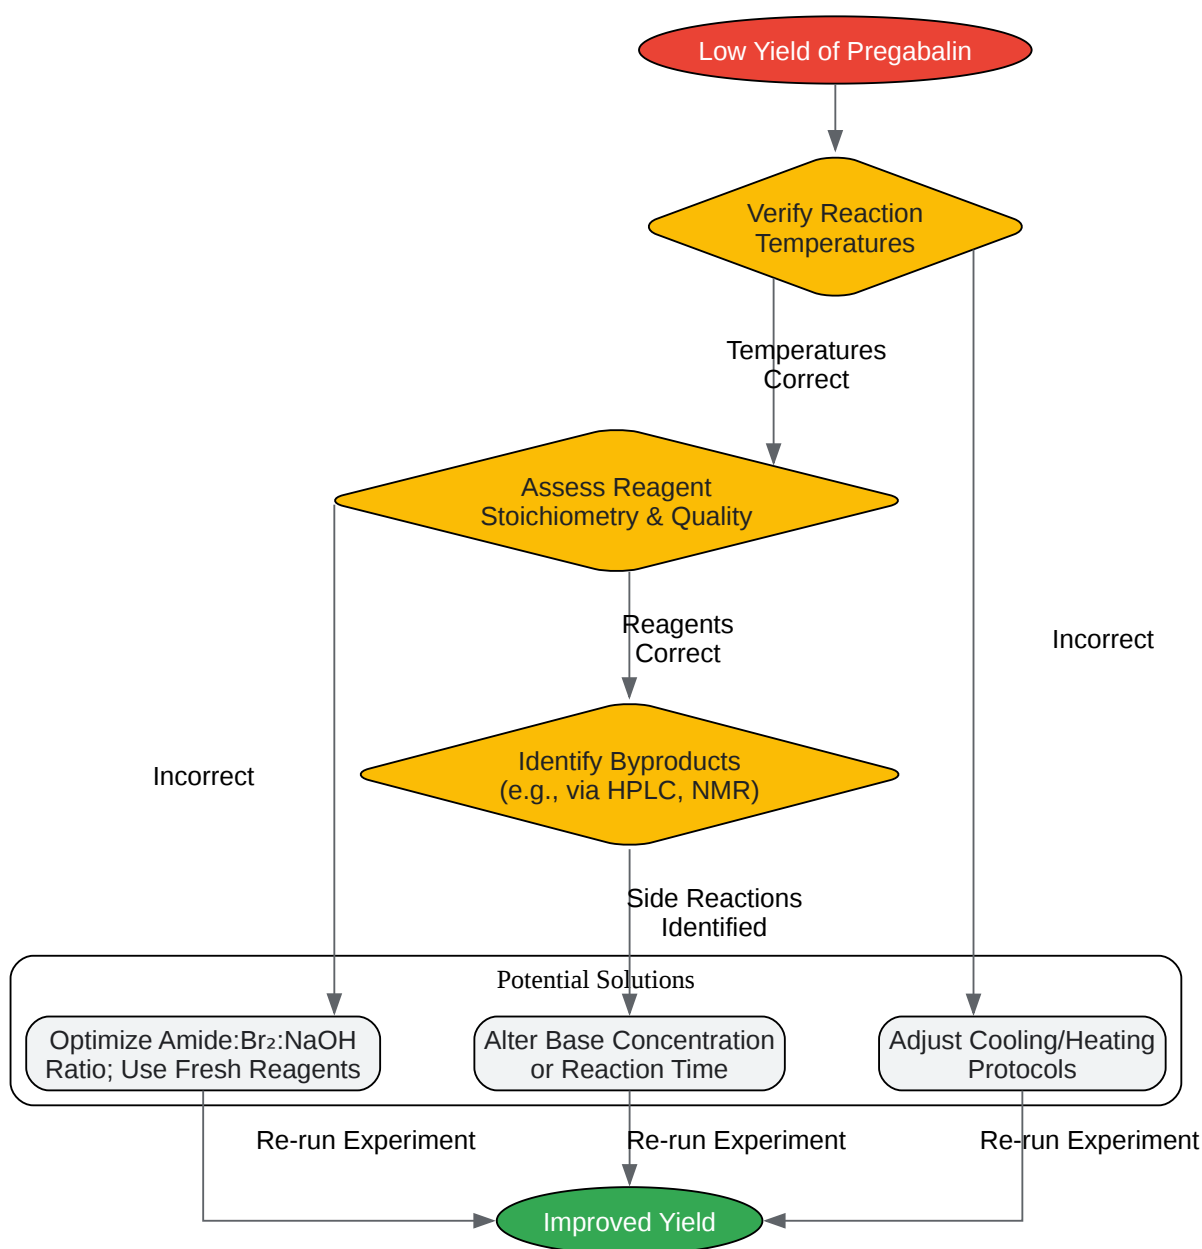 Low Yield of Pregabalin
Verify Reaction
Temperatures
Temperatures
Correct
Assess Reagent
Stoichiometry & Quality
Reagents
Correct
Incorrect
Identify Byproducts
(e.g., via HPLC, NMR)
Incorrect
Side Reactions
Identified
Potential Solutions
Optimize Amide:Br₂:NaOH
Ratio; Use Fresh Reagents
Alter Base Concentration
or Reaction Time
Adjust Cooling/Heating
Protocols
Re-run Experiment
Re-run Experiment
Re-run Experiment
Improved Yield